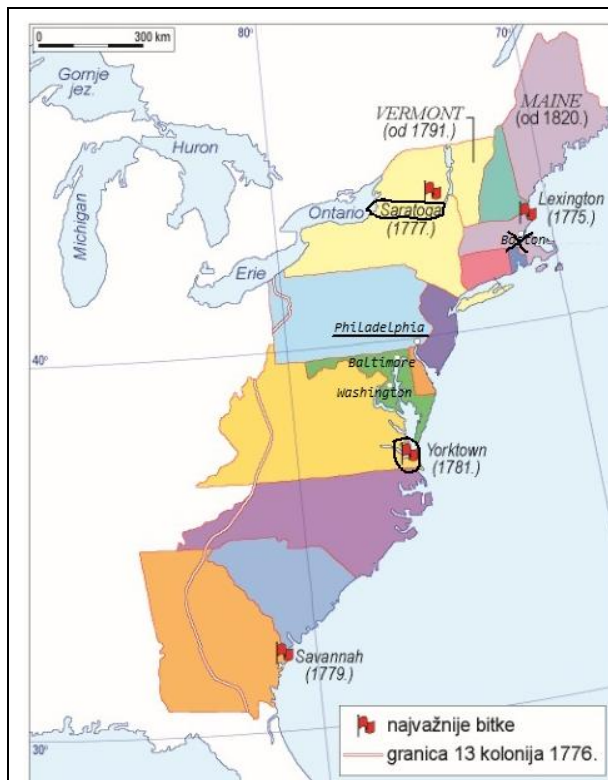 80°
70°
0 300 km
Gornje
jez.
Huron
Michigan
Ontario
Erie
VERMONT
(od 1791.)
MAINE
(od 1820.)
Saratoga
(1777.)
Lexington
(1775.)
Boston
40°
Philadelphia
Baltimore
Washington
Yorktown
(1781.)
Savannah
(1779.)
30°
najvažnije bitke
granica 13 kolonija 1776.